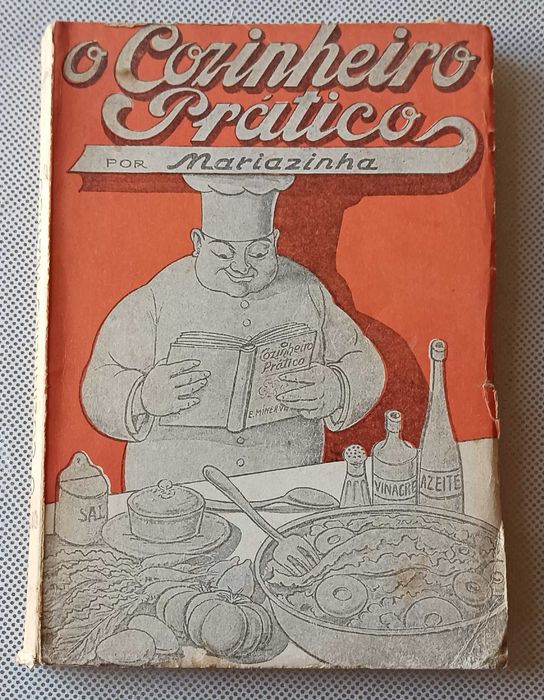 O Cozinheiro
Prático
POR Mariazinha
O
Cozinheiro
Prático
E. MINERVA
SAL
VINAGRE
AZEITE